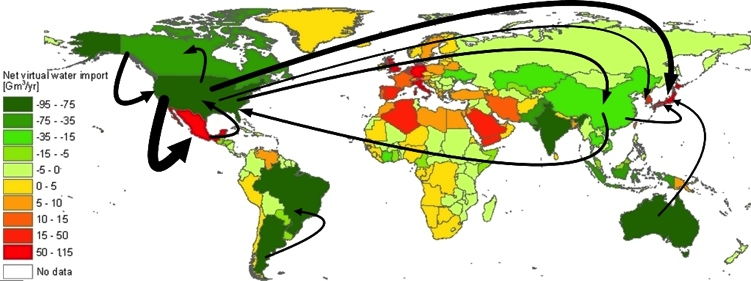 Net virtual water import
[Gm³/yr]
-95 - -75
-75 - -35
-35 - -15
-15 - -5
-5 - 0
0 - 5
5 - 10
10 - 15
15 - 50
50 - 115
No data